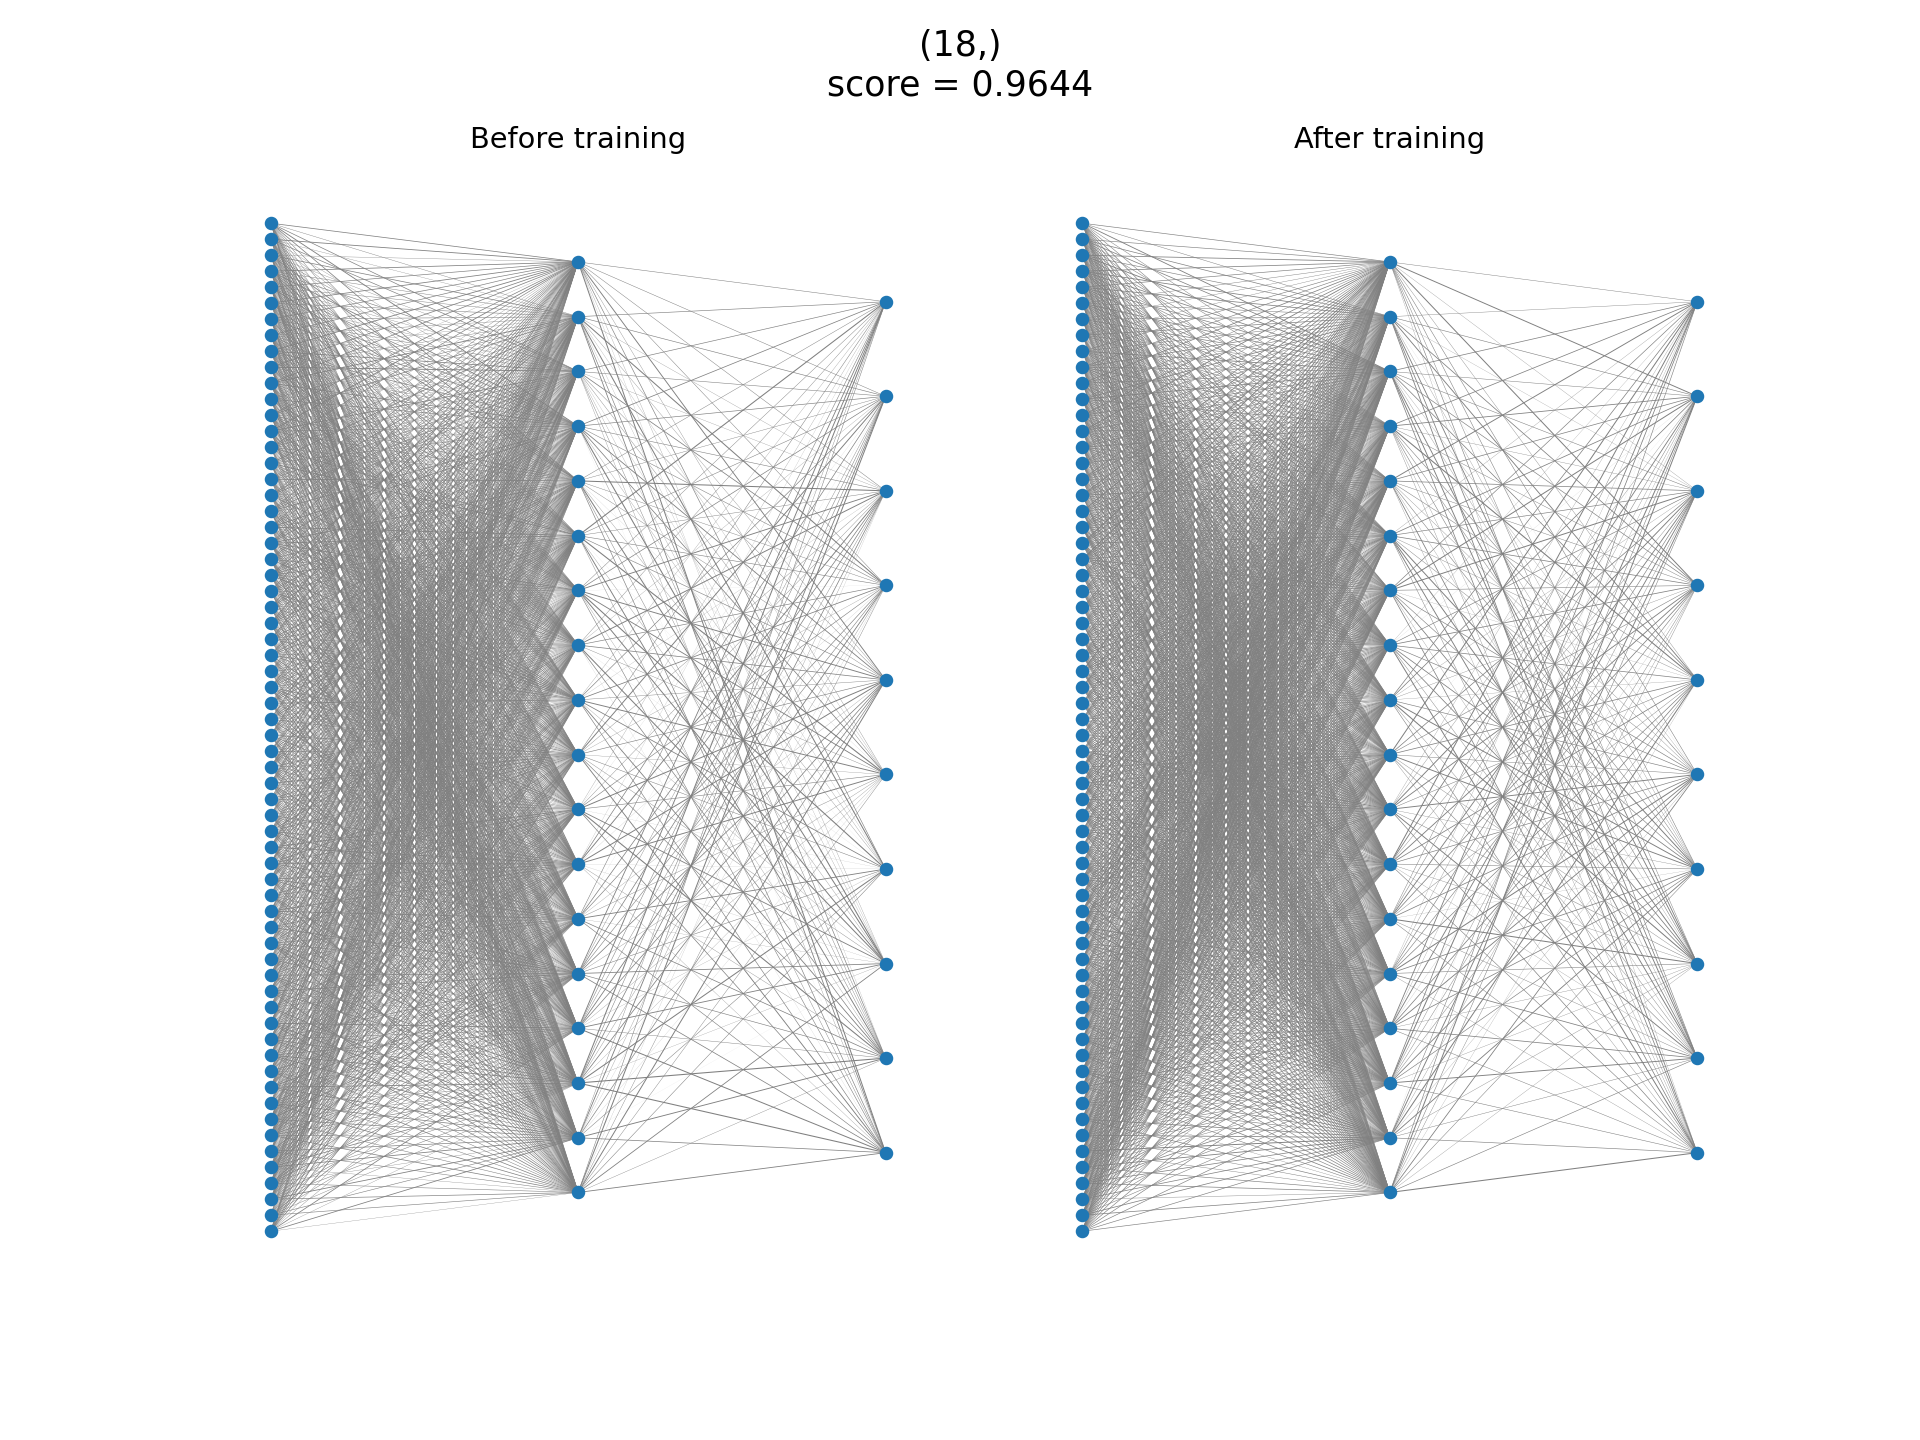 (18,)
score = 0.9644
Before training
After training